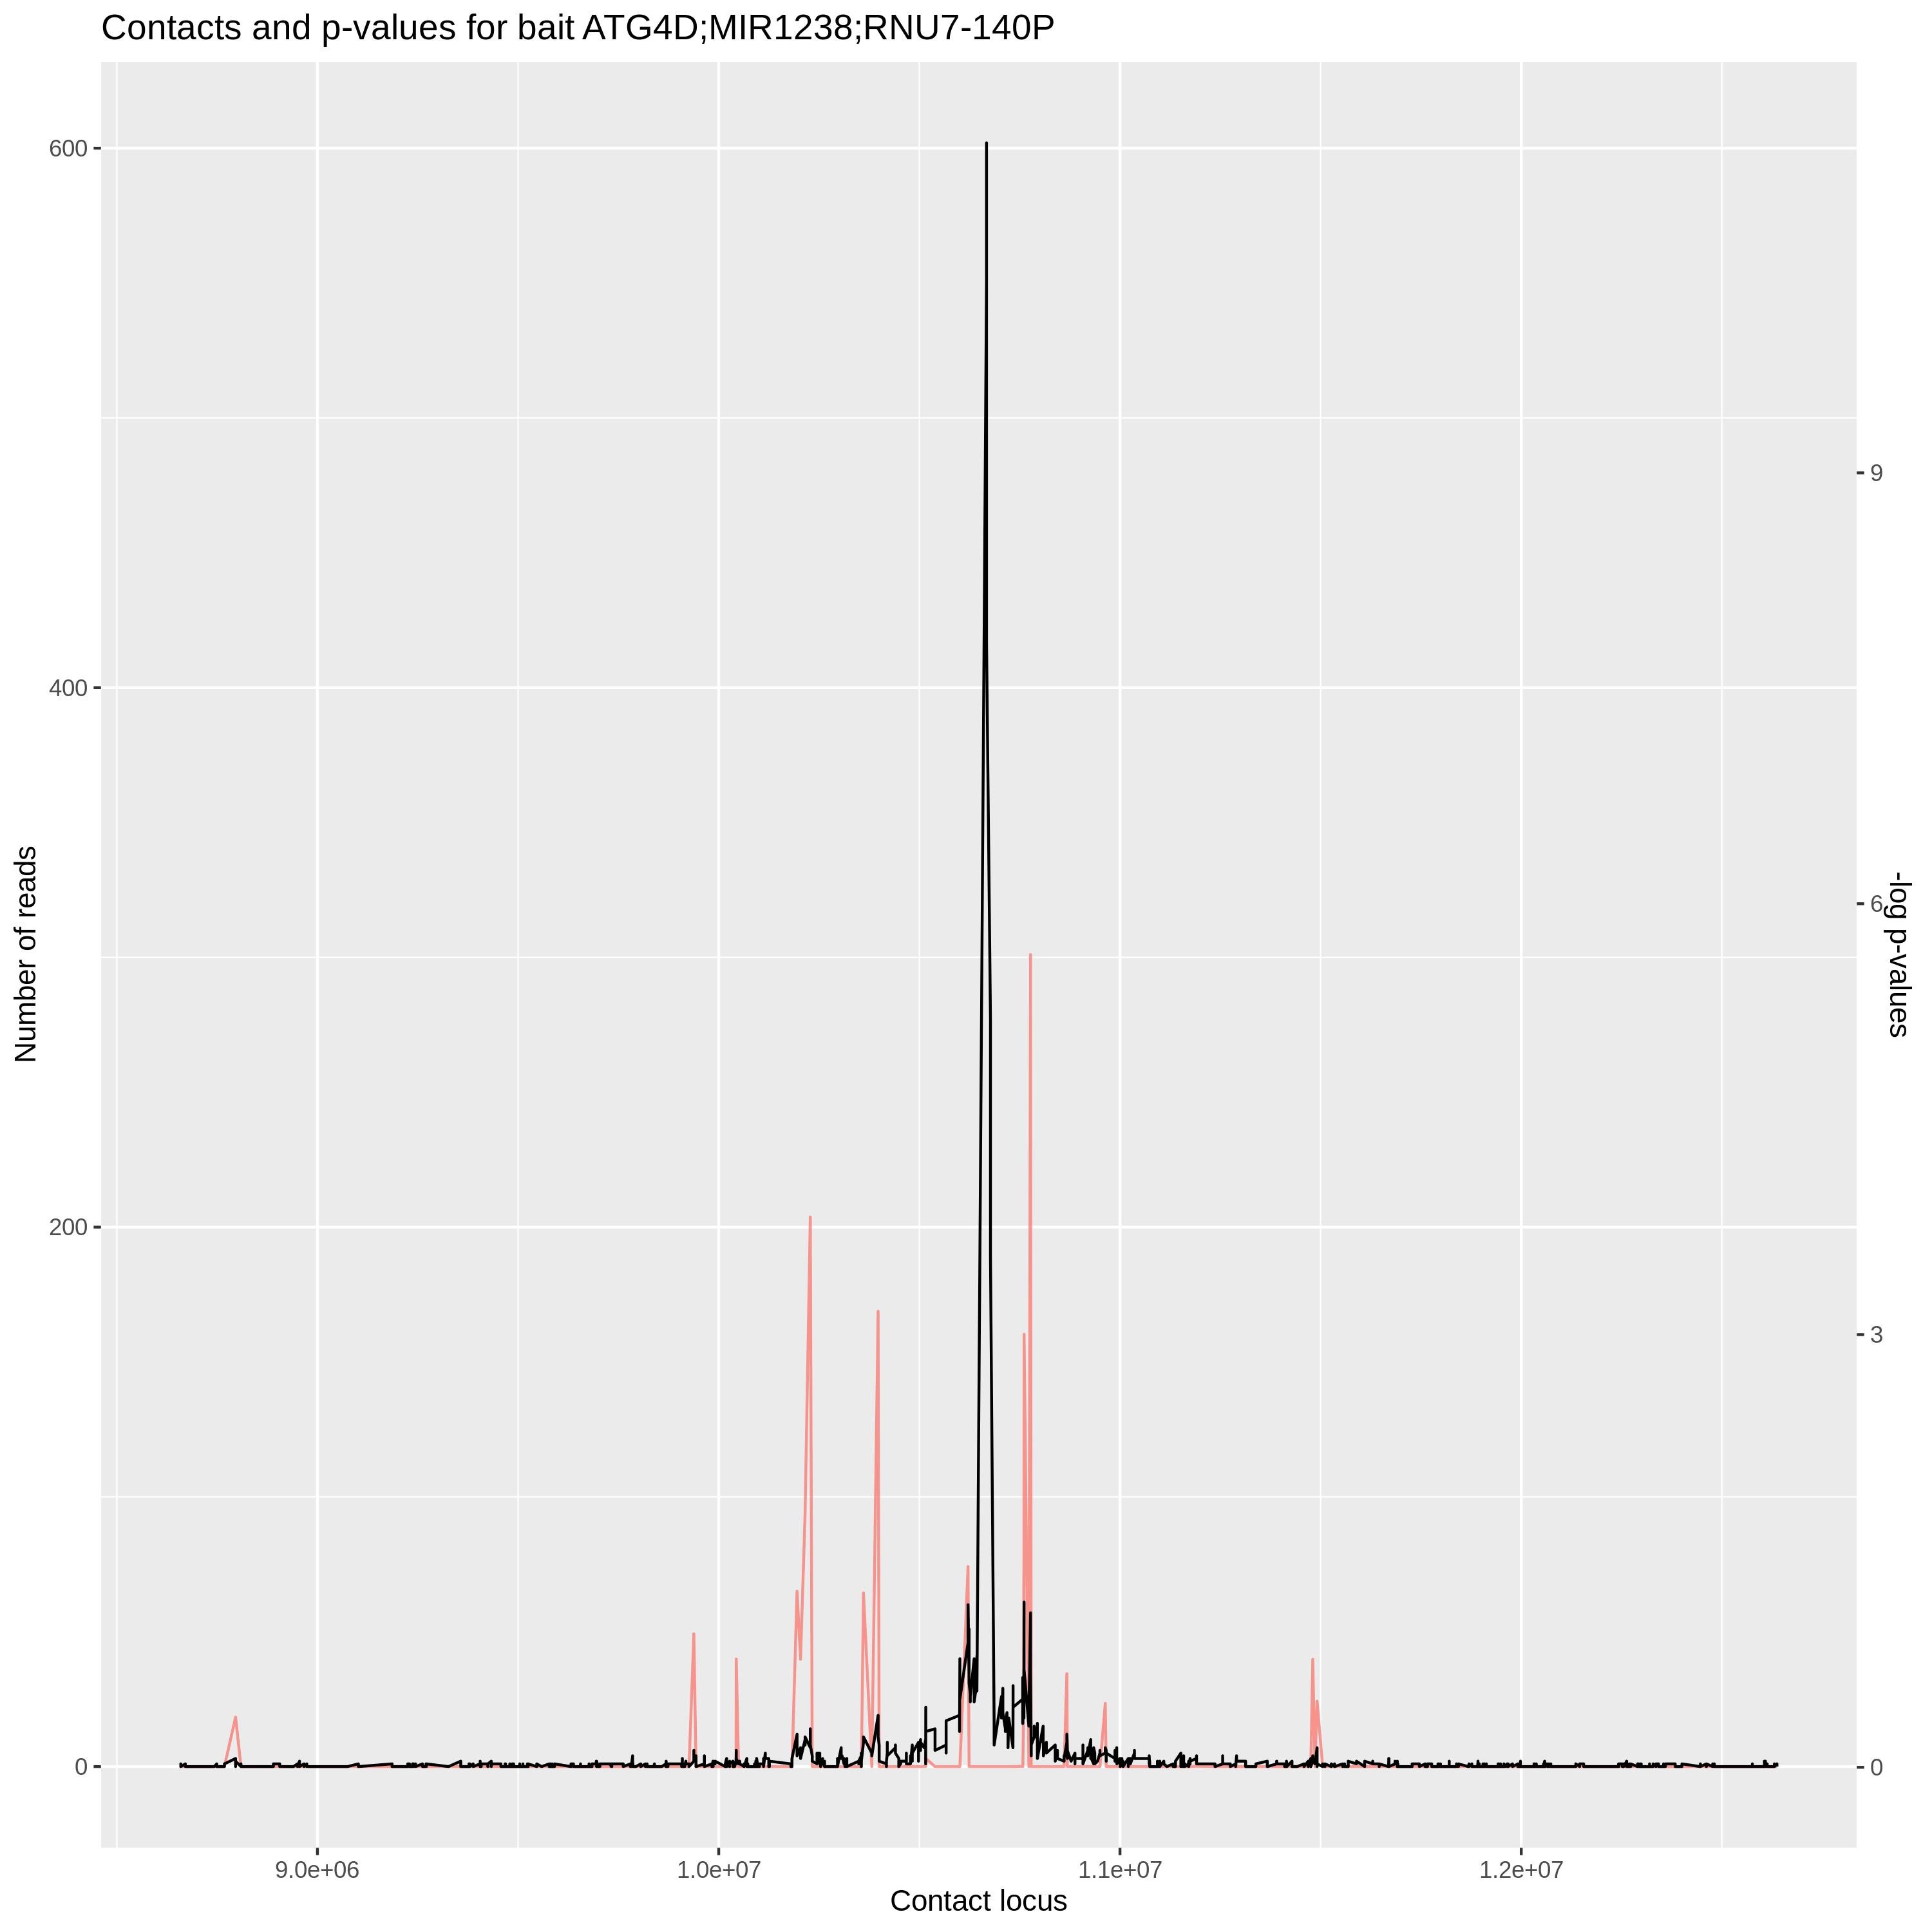 Contacts and p-values for bait ATG4D;MIR1238;RNU7-140P
600
400
200
0
Number of reads
9
6
3
0
-log p-values
9.0e+06
1.0e+07
1.1e+07
1.2e+07
Contact locus